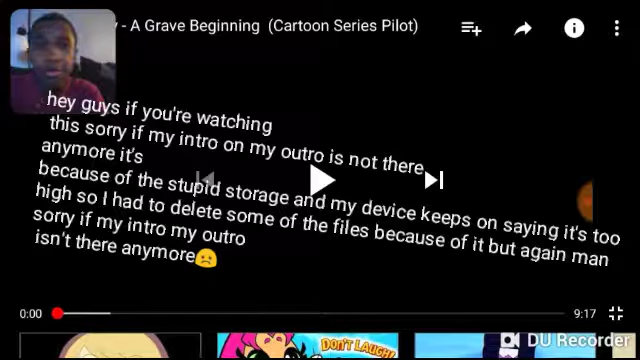 - A Grave Beginning (Cartoon Series Pilot)
hey guys if you're watching
this sorry if my intro on my outro is not there
anymore it's
because of the stupid storage and my device keeps on saying it's too
high so I had to delete some of the files because of it but again man
sorry if my intro my outro
isn't there anymore☹️
0:00
9:17
DON'T LAUGH!
DU Recorder